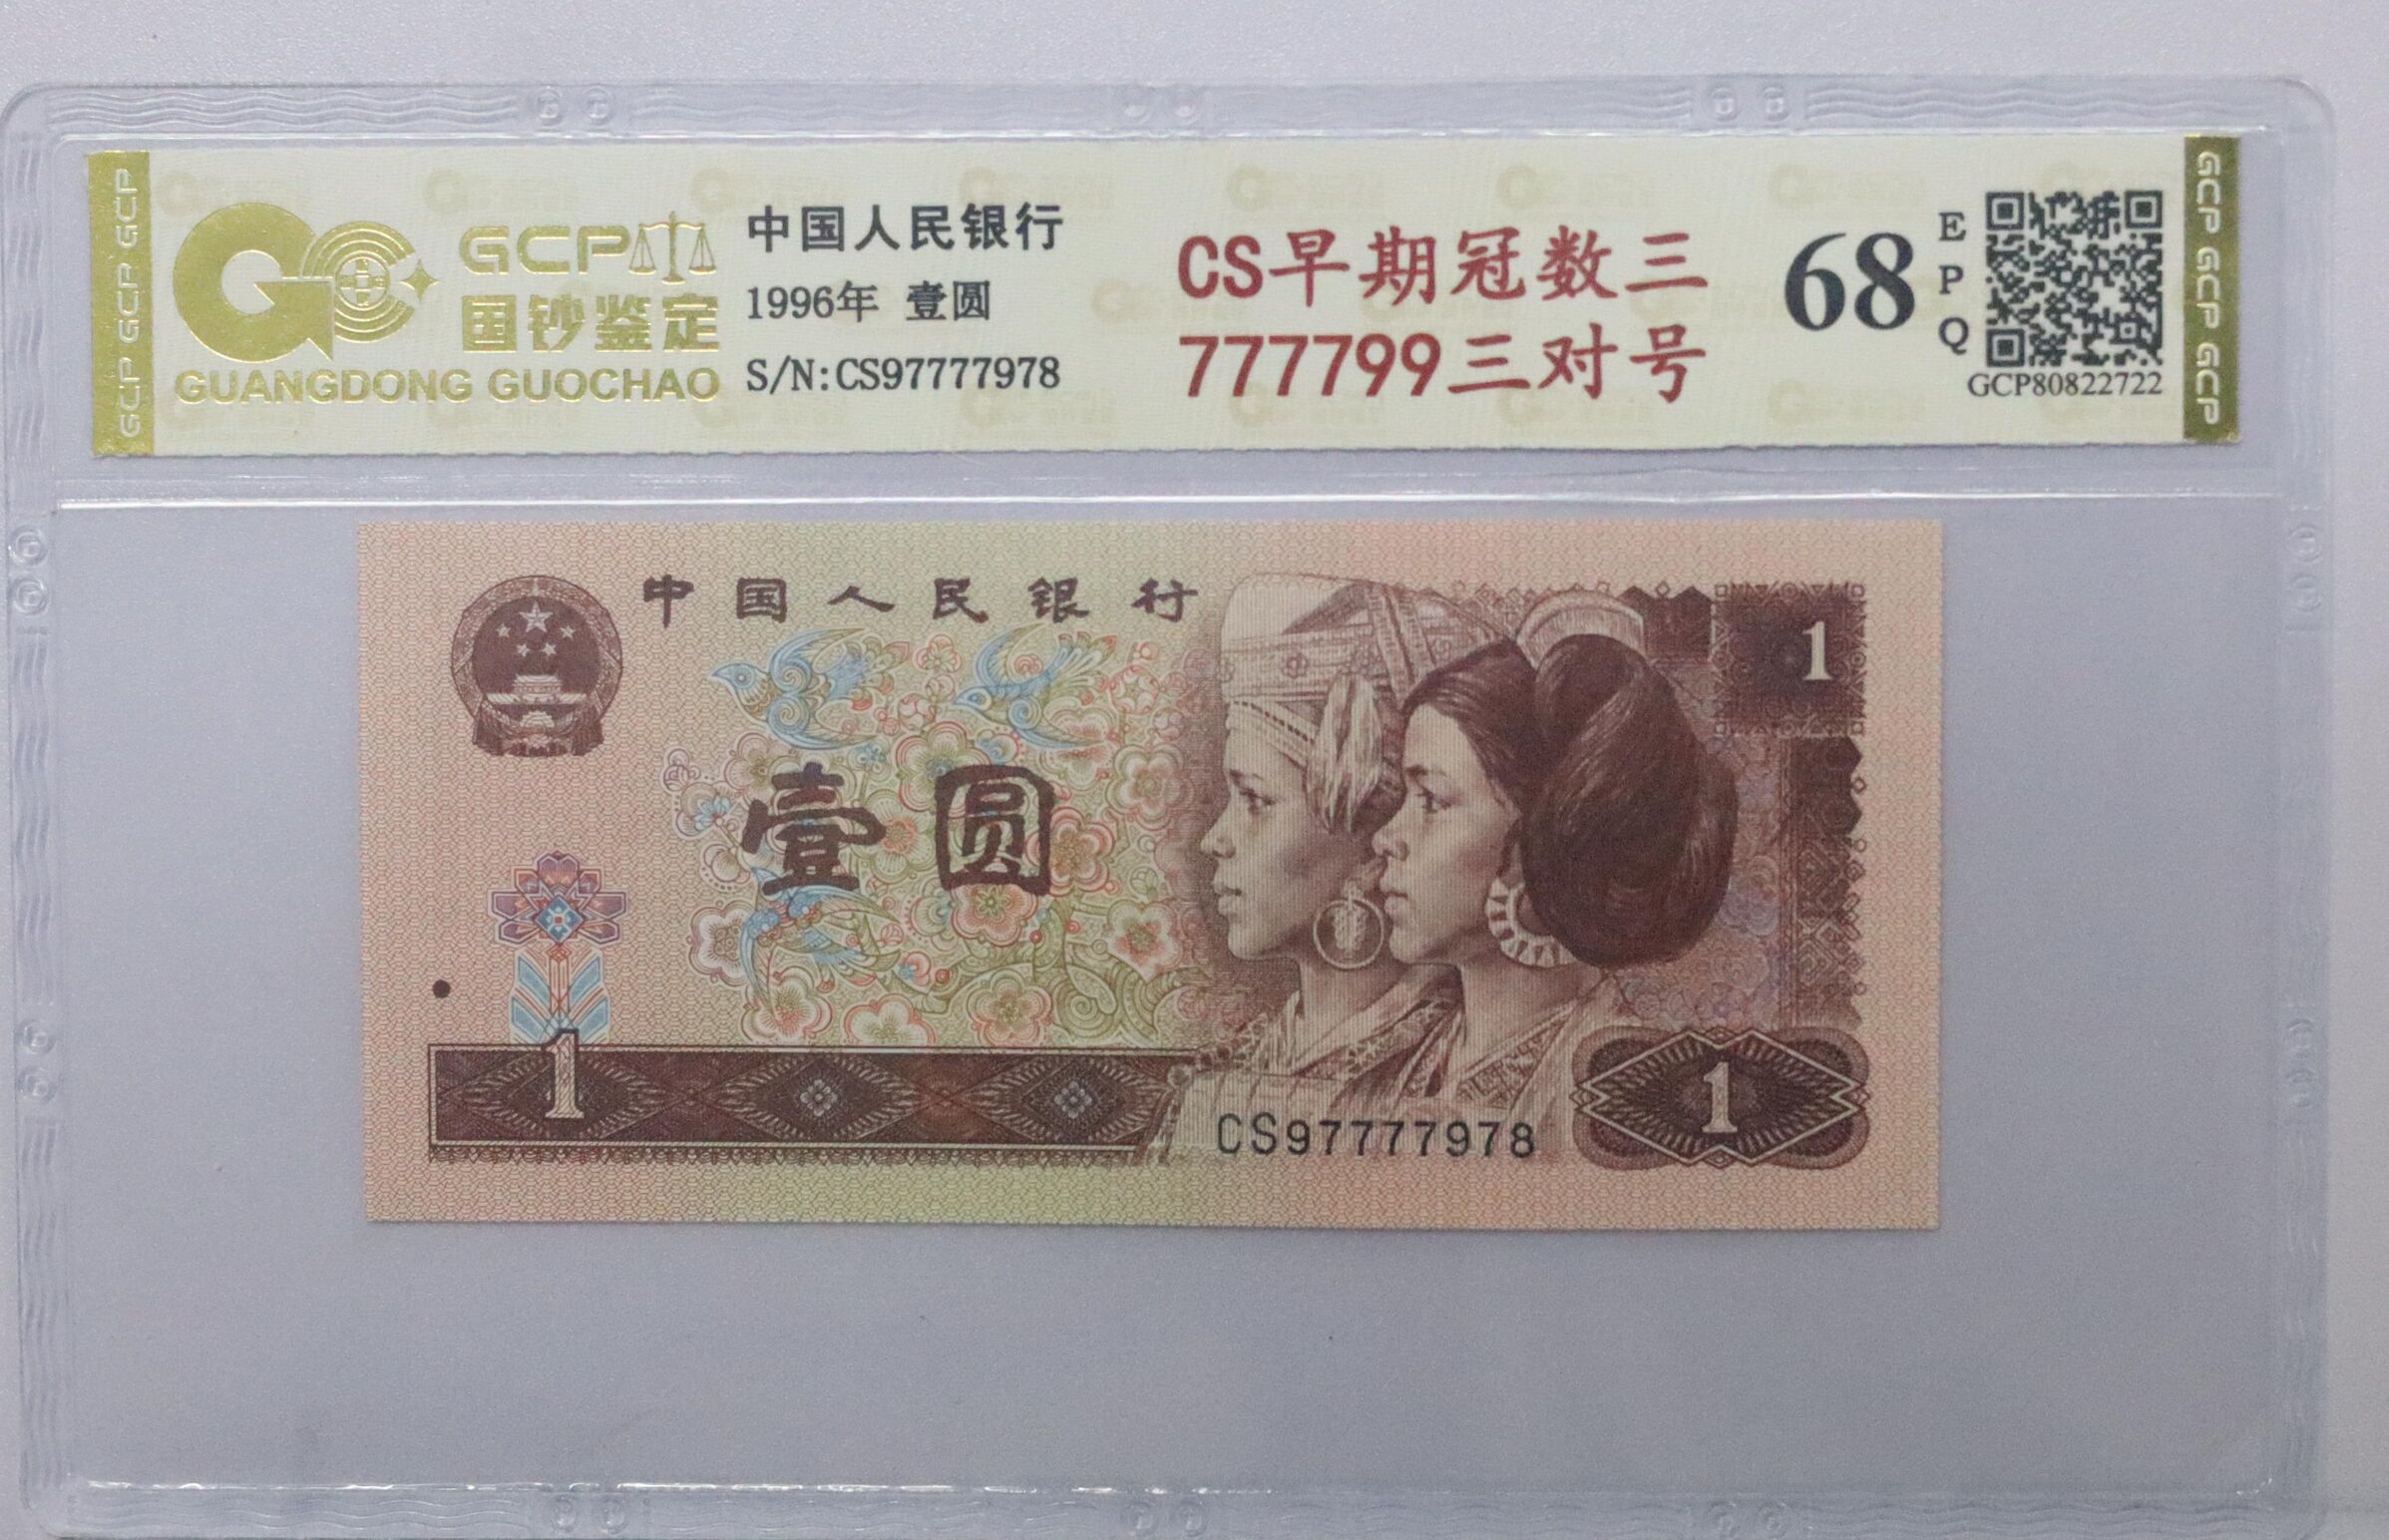 GCP GCP GCP
GCP
国钞鉴定
GUANGDONG GUOCHAO
中国人民银行
1996年 壹圆
S/N:CS97777978
CS早期冠数三
777799三对号
68
EPQ
GCP80822722
GCP GCP GCP
中国人民银行
1
壹圆
1
CS97777978
1